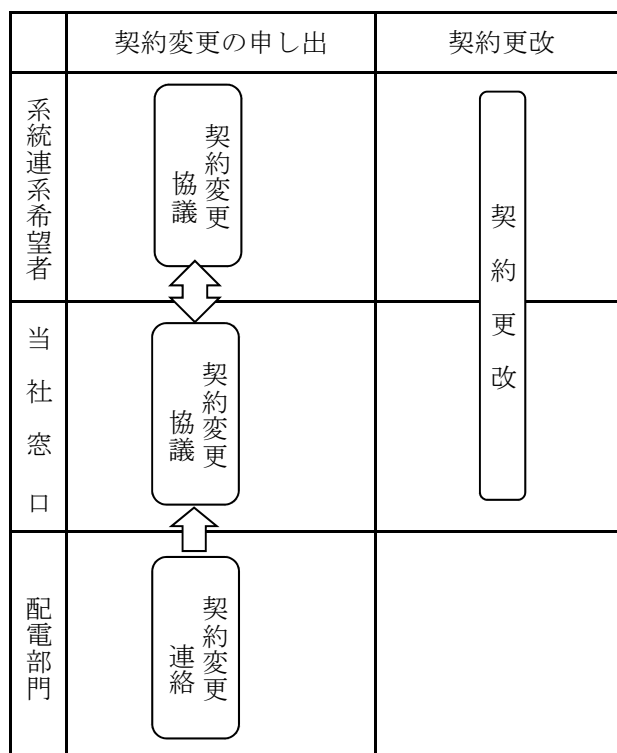 契約変更の申し出
契約更改
系統連系希望者
契約変更
協議
契約更改
当社窓口
契約変更
協議
配電部門
契約変更
連絡